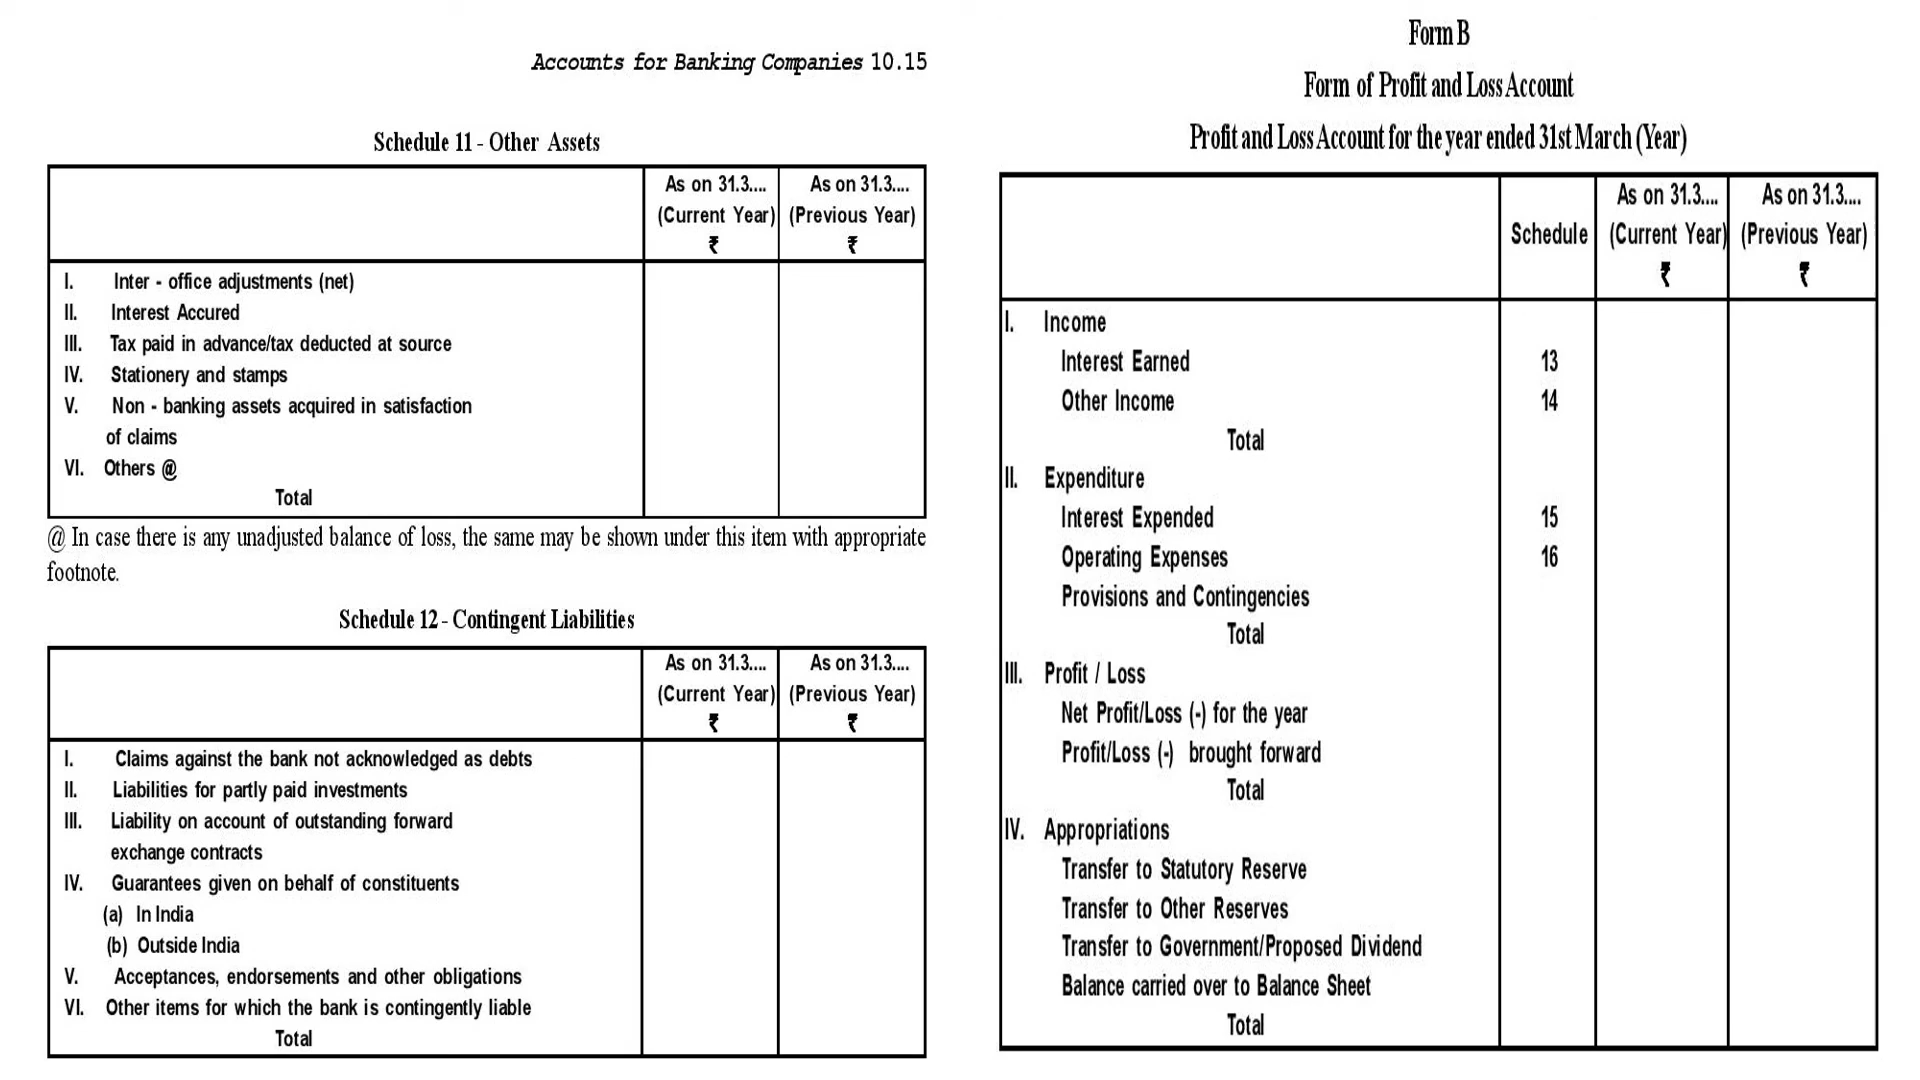 Accounts for Banking Companies 10.15
Schedule 11 - Other Assets
As on 31.3.... As on 31.3....
(Current Year) (Previous Year)
₹ ₹
I. Inter - office adjustments (net)
II. Interest Accured
III. Tax paid in advance/tax deducted at source
IV. Stationery and stamps
V. Non - banking assets acquired in satisfaction
of claims
VI. Others @
Total
@ In case there is any unadjusted balance of loss, the same may be shown under this item with appropriate
footnote.
Schedule 12 - Contingent Liabilities
As on 31.3.... As on 31.3....
(Current Year) (Previous Year)
₹ ₹
I. Claims against the bank not acknowledged as debts
II. Liabilities for partly paid investments
III. Liability on account of outstanding forward
exchange contracts
IV. Guarantees given on behalf of constituents
(a) In India
(b) Outside India
V. Acceptances, endorsements and other obligations
VI. Other items for which the bank is contingently liable
Total
Form B
Form of Profit and Loss Account
Profit and Loss Account for the year ended 31st March (Year)
As on 31.3.... As on 31.3....
Schedule (Current Year) (Previous Year)
₹ ₹
I. Income
Interest Earned 13
Other Income 14
Total
II. Expenditure
Interest Expended 15
Operating Expenses 16
Provisions and Contingencies
Total
III. Profit / Loss
Net Profit/Loss (-) for the year
Profit/Loss (-) brought forward
Total
IV. Appropriations
Transfer to Statutory Reserve
Transfer to Other Reserves
Transfer to Government/Proposed Dividend
Balance carried over to Balance Sheet
Total